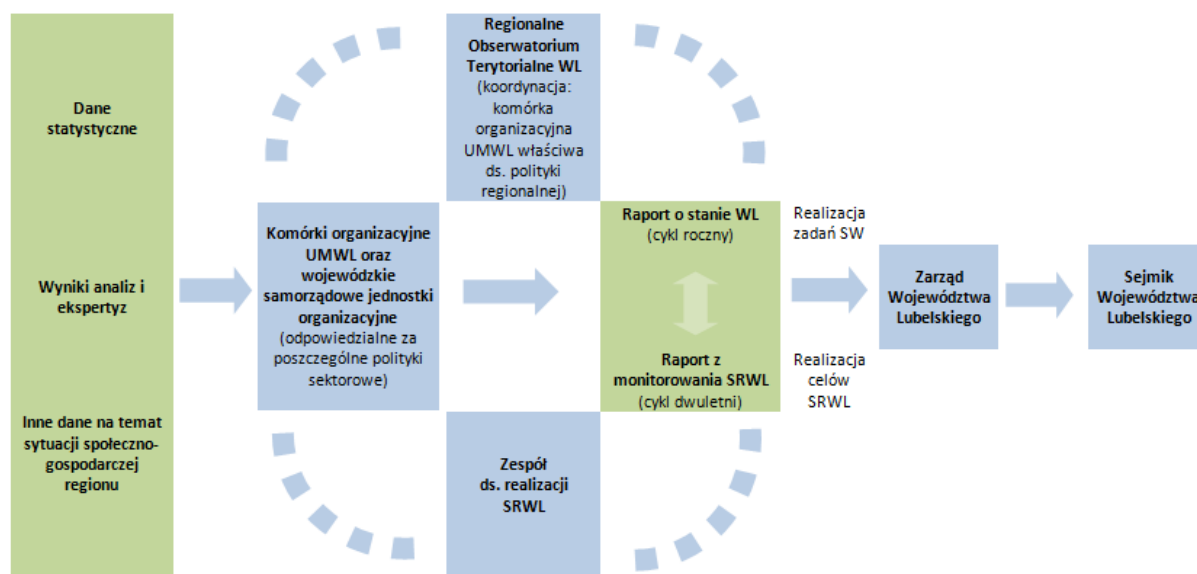 Dane
statystyczne
Wyniki analiz i
ekspertyz
Inne dane na temat
sytuacji społeczno-
gospodarczej
regionu
Komórki organizacyjne
UMWL oraz
wojewódzkie
samorządowe jednostki
organizacyjne
(odpowiedzialne za
poszczególne polityki
sektorowe)
Regionalne
Obserwatorium
Terytorialne WL
(koordynacja:
komórka
organizacyjna
UMWL właściwa
ds. polityki
regionalnej)
Zespół
ds. realizacji
SRWL
Raport o stanie WL
(cykl roczny)
Raport z
monitorowania SRWL
(cykl dwuletni)
Realizacja
zadań SW
Realizacja
celów
SRWL
Zarząd
Województwa
Lubelskiego
Sejmik
Województwa
Lubelskiego